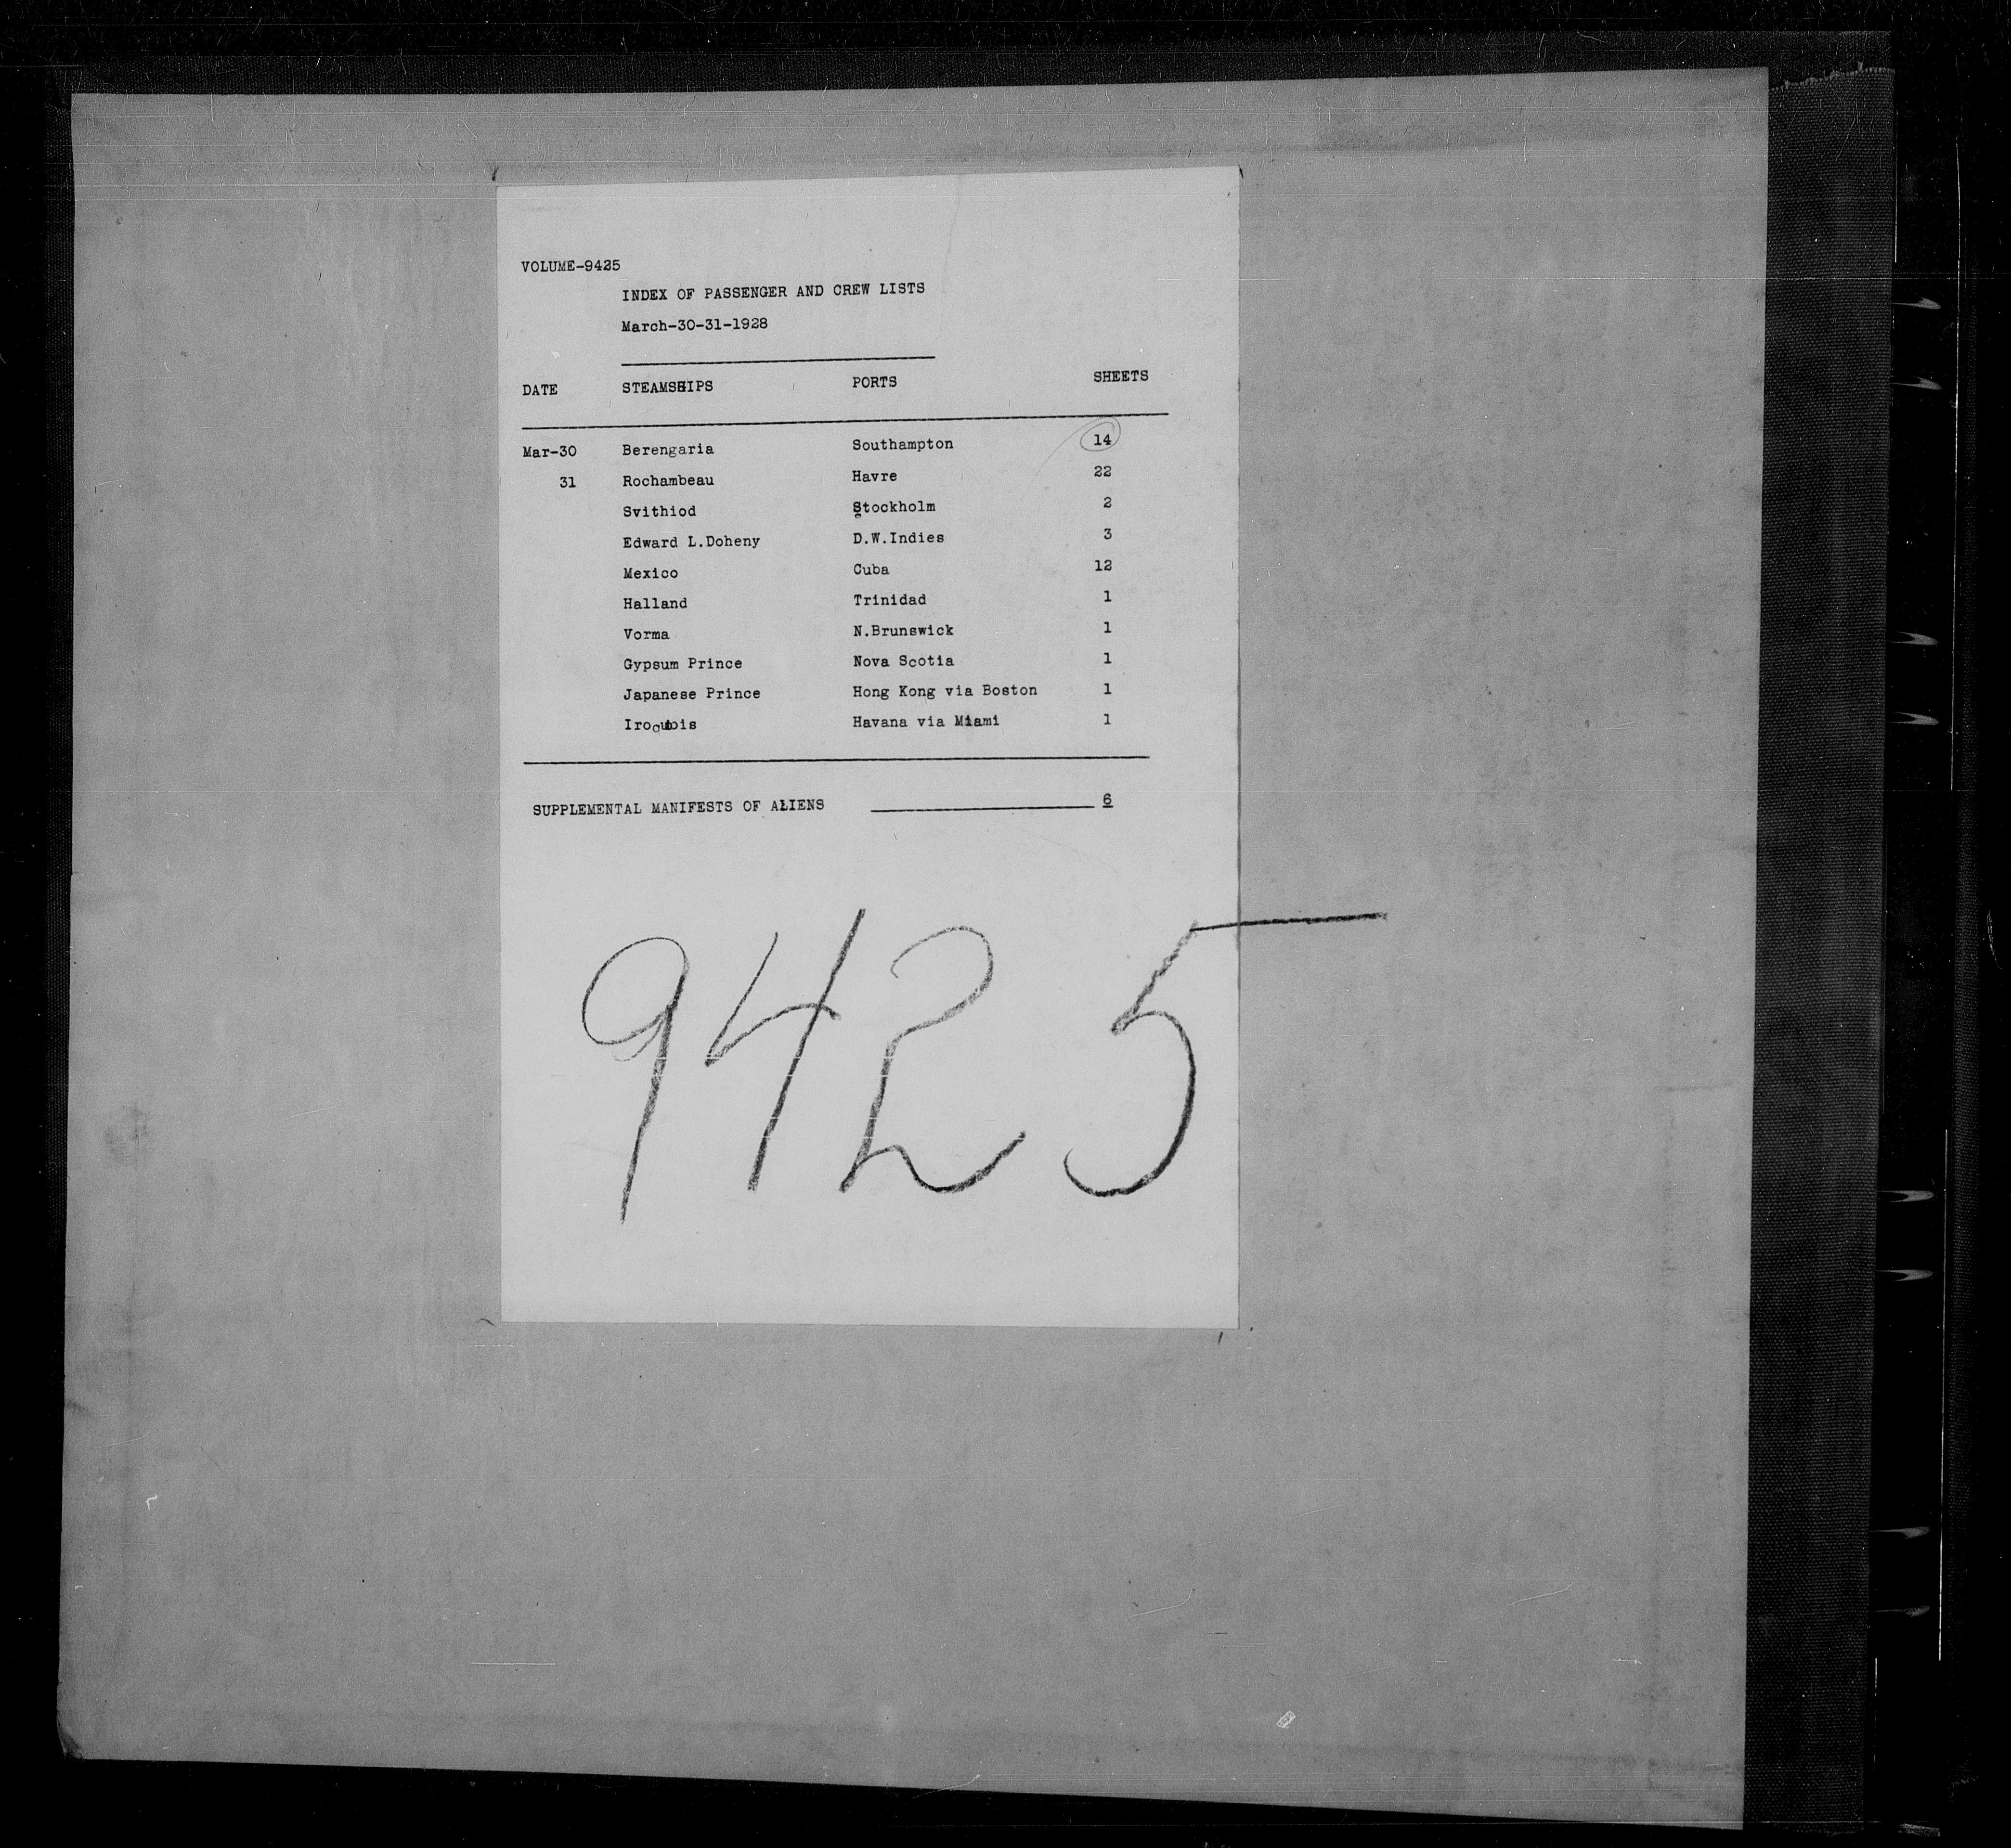 VOLUME-9425
INDEX OF PASSENGER AND CREW LISTS
March-30-31-1928
DATE STEAMSHIPS PORTS SHEETS
Mar-30 Berengaria Southampton 14
31 Rochambeau Havre 22
Svithiod Stockholm 2
Edward L.Doheny D.W.Indies 3
Mexico Cuba 12
Halland Trinidad 1
Vorma N.Brunswick 1
Gypsum Prince Nova Scotia 1
Japanese Prince Hong Kong via Boston 1
Iroquois Havana via Miami 1
SUPPLEMENTAL MANIFESTS OF ALIENS 6
9425